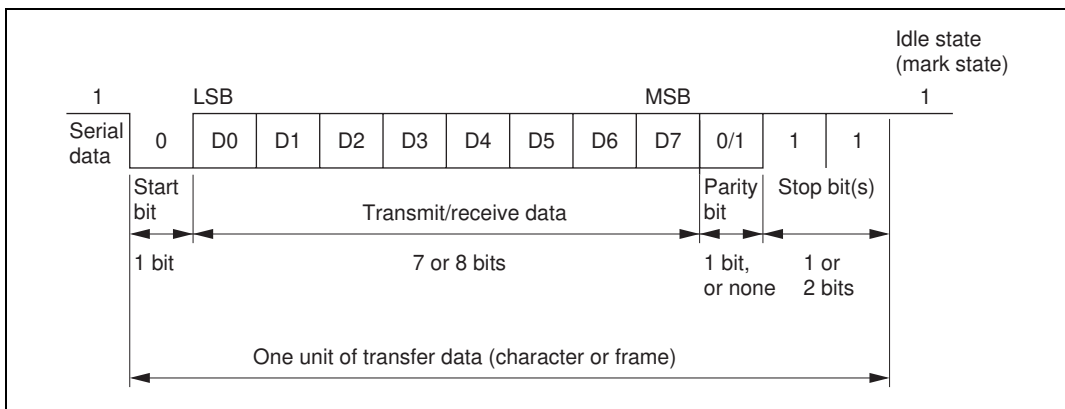 Idle state
(mark state)
1 LSB MSB 1
Serial
data
0 D0 D1 D2 D3 D4 D5 D6 D7 0/1 1 1
Start
bit
Transmit/receive data
Parity
bit
Stop bit(s)
1 bit
7 or 8 bits
1 bit,
or none
1 or
2 bits
One unit of transfer data (character or frame)